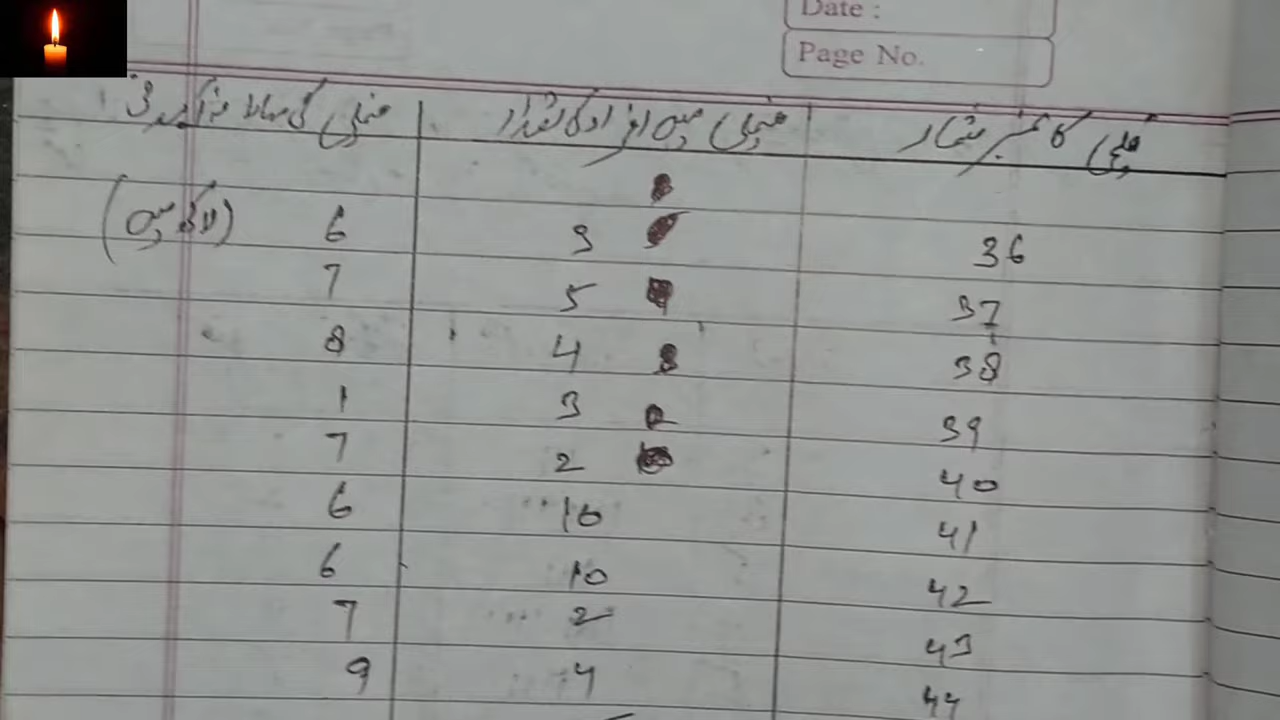 Date :
Page No.
فیملی کا نمبر شمار فیملی میں افراد کی تعداد فیملی کی سالانہ آمدنی
36 3 6 (لاکھ میں)
37 5 7
38 4 8
39 3 1
40 2 7
41 10 6
42 10 6
43 2 7
44 4 9